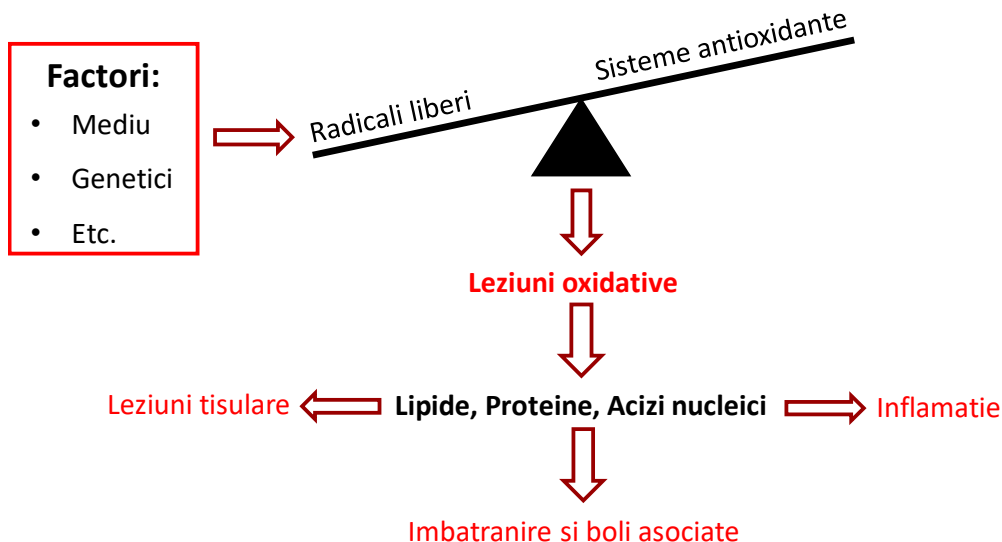 Factori:
• Mediu
• Genetici
• Etc.
Radicali liberi
Sisteme antioxidante
Leziuni oxidative
Leziuni tisulare
Lipide, Proteine, Acizi nucleici
Inflamatie
Imbatranire si boli asociate